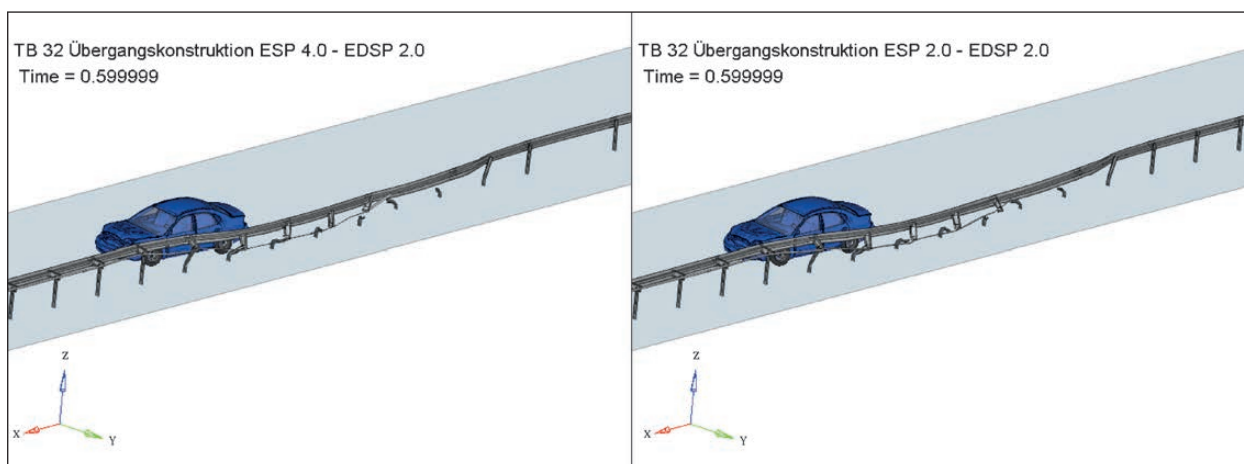 TB 32 Übergangskonstruktion ESP 4.0 - EDSP 2.0
Time = 0.599999
Z
X
Y
TB 32 Übergangskonstruktion ESP 2.0 - EDSP 2.0
Time = 0.599999
Z
X
Y